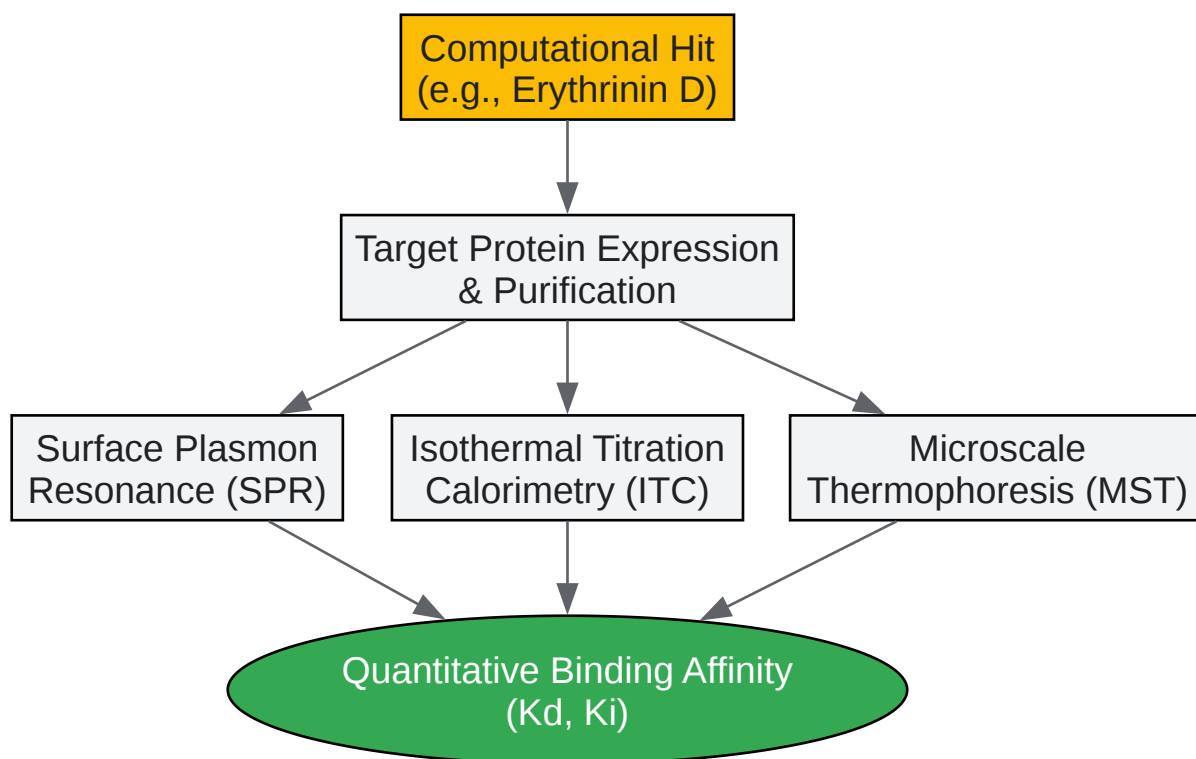 Computational Hit
(e.g., Erythrinin D)
Target Protein Expression
& Purification
Surface Plasmon
Resonance (SPR)
Isothermal Titration
Calorimetry (ITC)
Microscale
Thermophoresis (MST)
Quantitative Binding Affinity
(Kd, Ki)